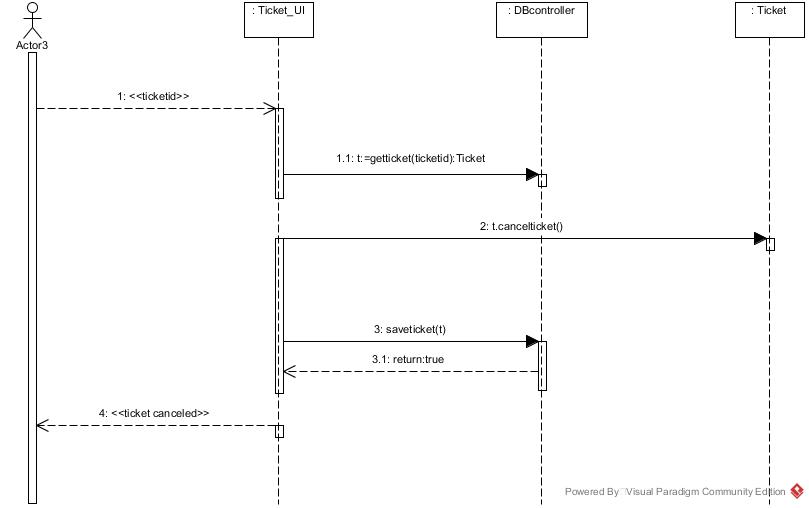 : Ticket_UI
: DBcontroller
: Ticket
Actor3
1: <<ticketid>>
1.1: t:=getticket(ticketid):Ticket
2: t.cancelticket()
3: saveticket(t)
3.1: return:true
4: <<ticket canceled>>
Powered By Visual Paradigm Community Edition